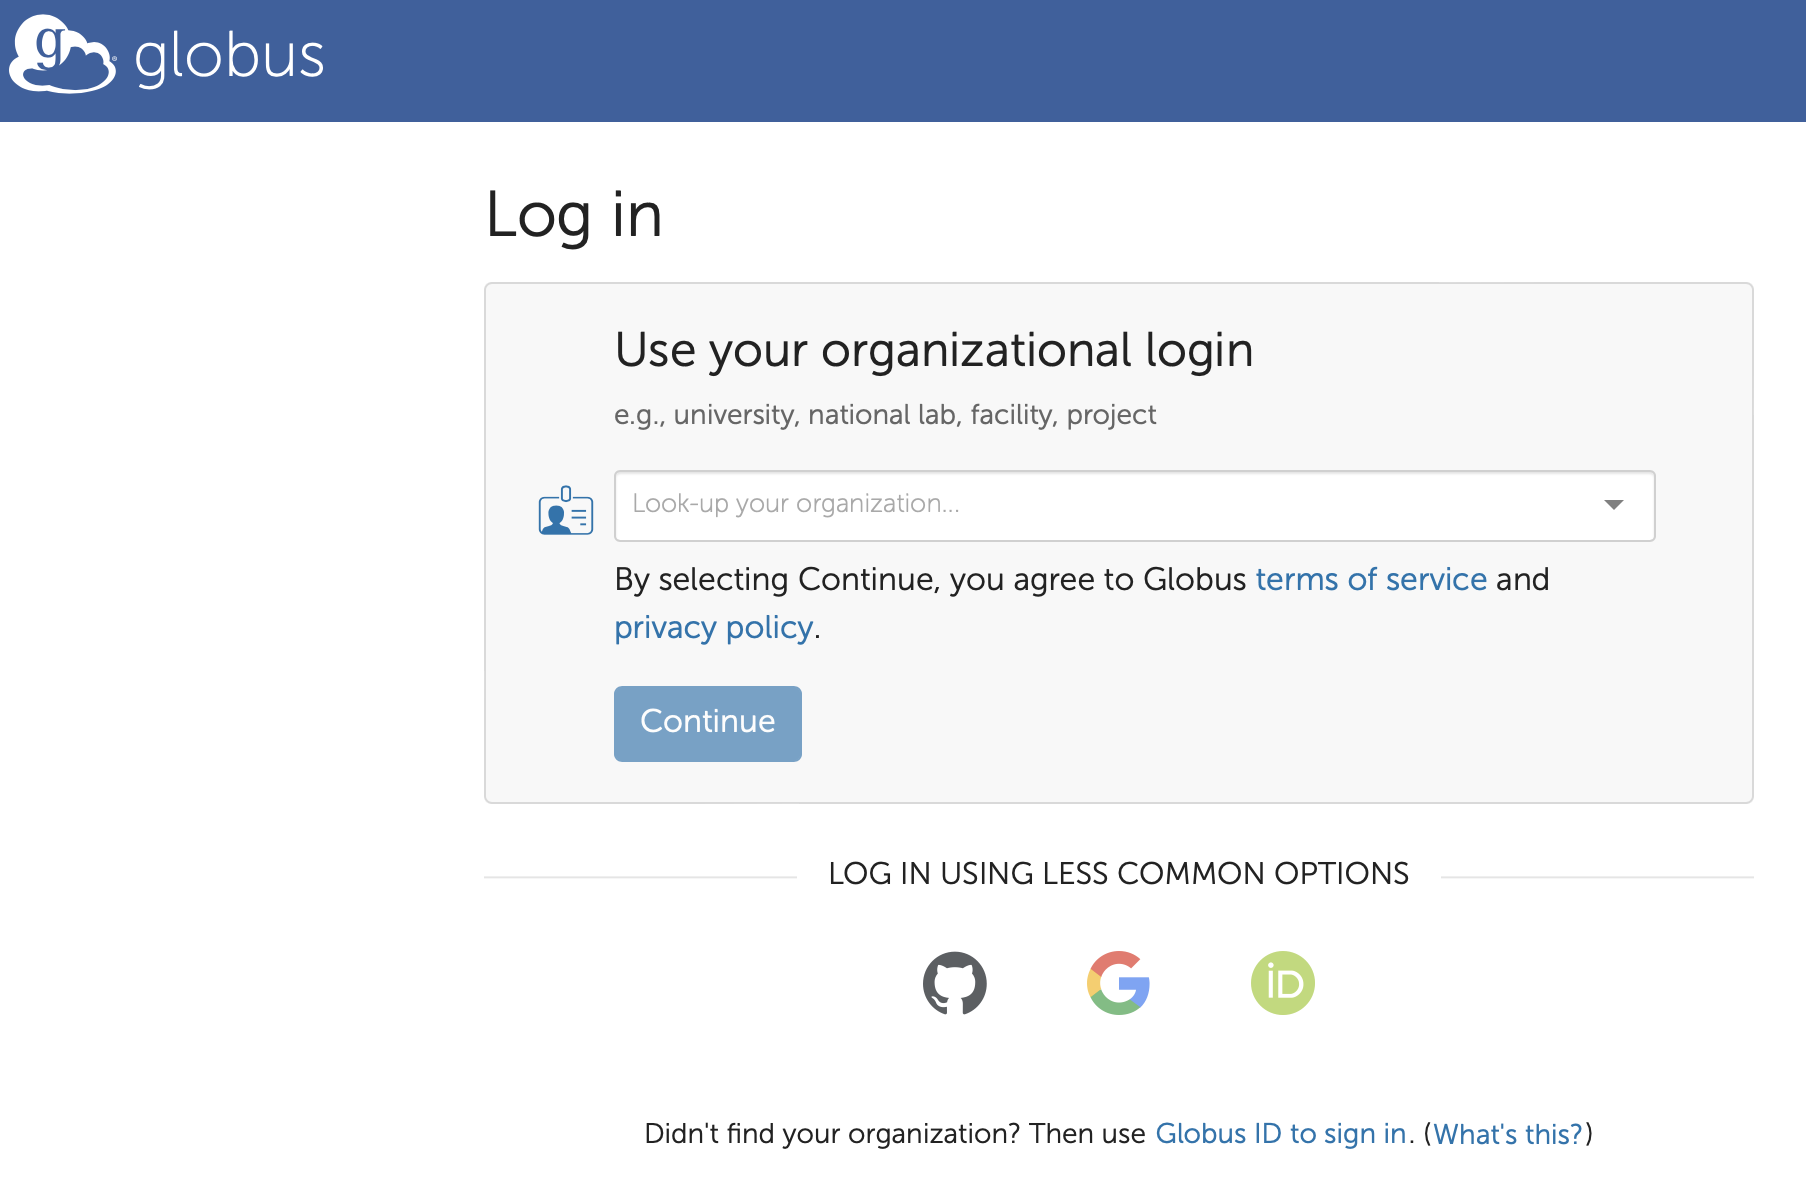 globus
Log in
Use your organizational login
e.g., university, national lab, facility, project
Look-up your organization...
By selecting Continue, you agree to Globus terms of service and
privacy policy.
Continue
LOG IN USING LESS COMMON OPTIONS
iD
Didn't find your organization? Then use Globus ID to sign in. (What's this?)